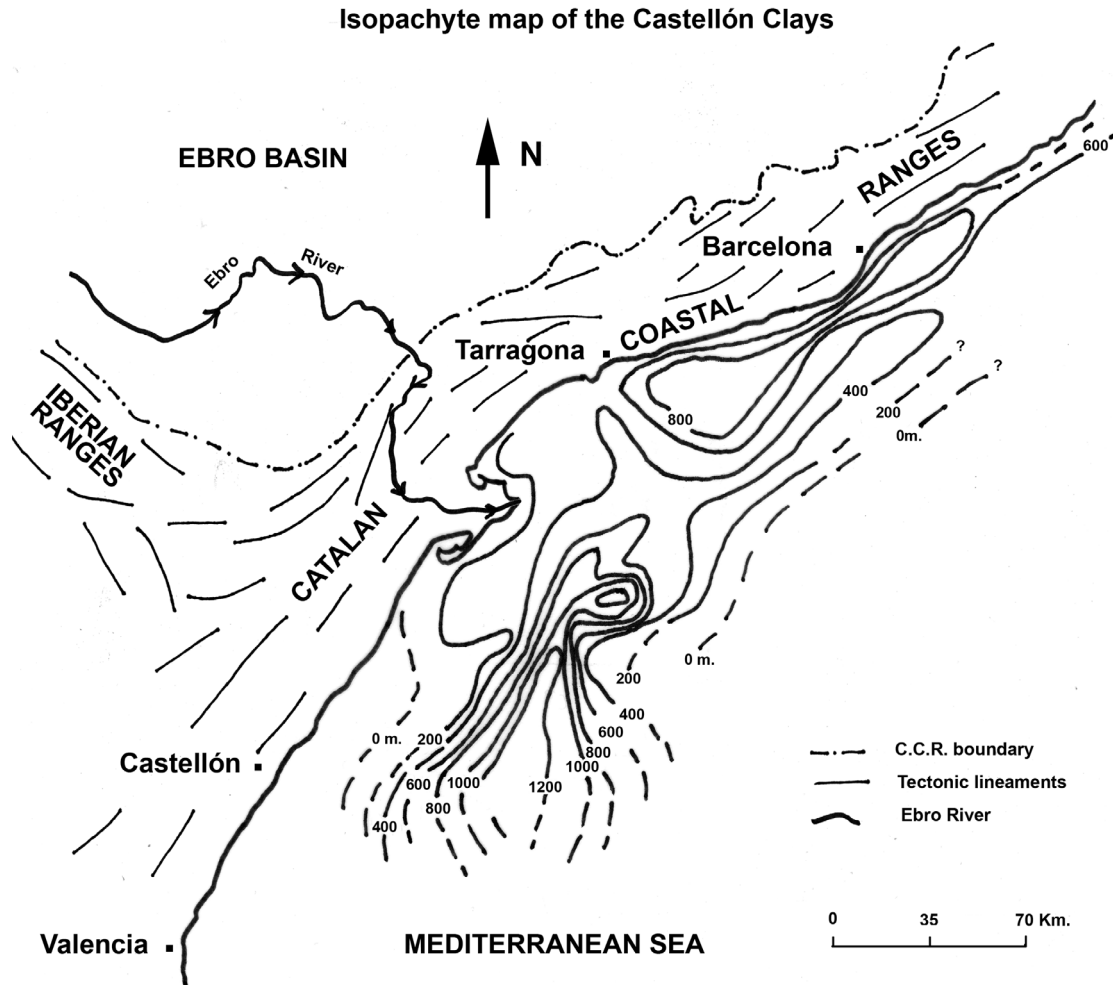 Isopachyte map of the Castellón Clays
EBRO BASIN
N
RANGES
600
Barcelona
Ebro
River
COASTAL
Tarragona
?
?
400
200
0m.
800
IBERIAN
RANGES
CATALAN
0 m.
200
400
600
800
1000
1200
0 m.
200
600
1000
800
400
Castellón
C.C.R. boundary
Tectonic lineaments
Ebro River
0
35
70 Km.
Valencia
MEDITERRANEAN SEA